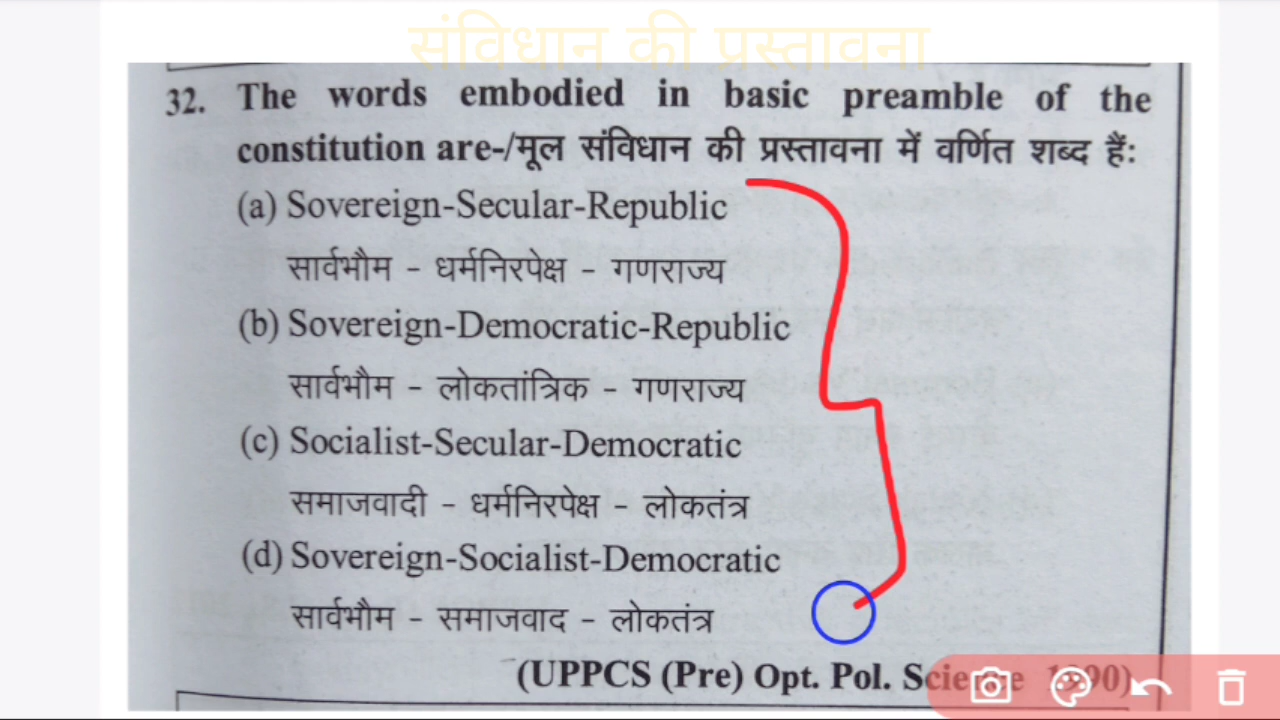 संविधान की प्रस्तावना
32. The words embodied in basic preamble of the
constitution are-/मूल संविधान की प्रस्तावना में वर्णित शब्द हैं:
(a) Sovereign-Secular-Republic
सार्वभौम - धर्मनिरपेक्ष - गणराज्य
(b) Sovereign-Democratic-Republic
सार्वभौम - लोकतांत्रिक - गणराज्य
(c) Socialist-Secular-Democratic
समाजवादी - धर्मनिरपेक्ष - लोकतंत्र
(d) Sovereign-Socialist-Democratic
सार्वभौम - समाजवाद - लोकतंत्र
(UPPCS (Pre) Opt. Pol. Science 1990)